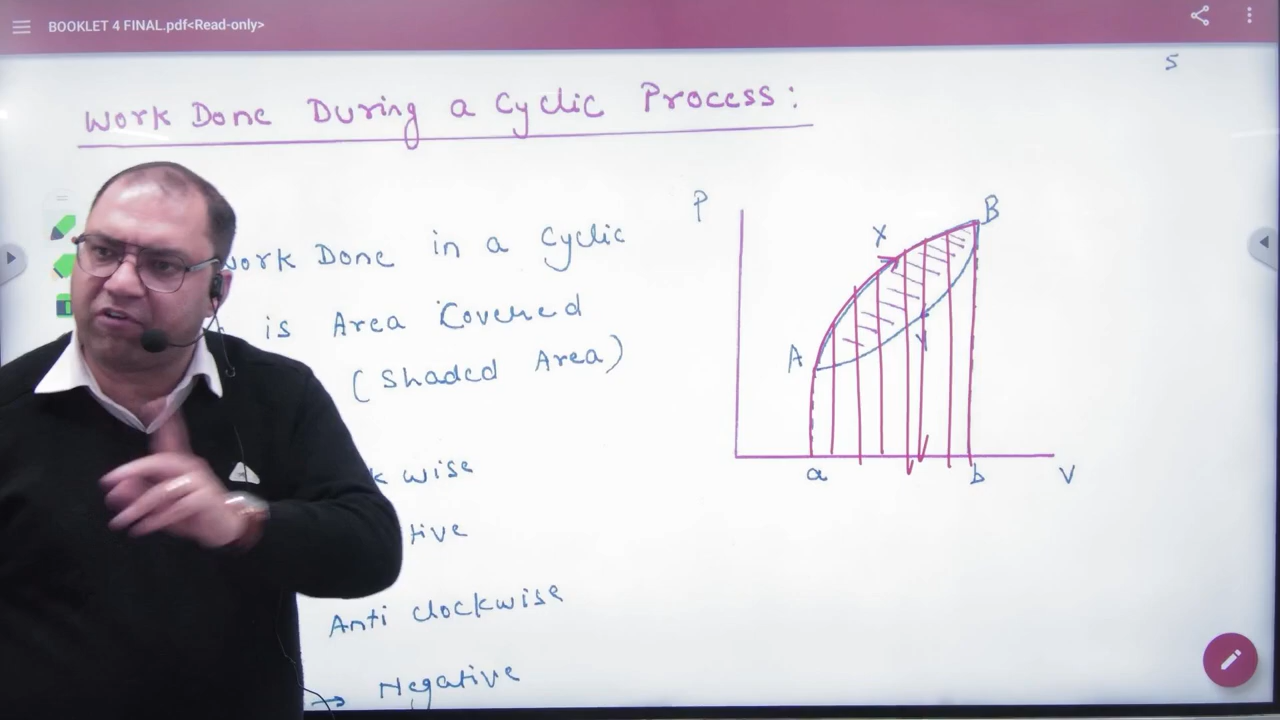 BOOKLET 4 FINAL.pdf<Read-only>
5
Work Done During a Cyclic Process:
Work Done in a Cyclic
is Area Covered
(Shaded Area)
k wise
tive
Anti clockwise
→ Negative
P
B
X
A
Y
a
b
V